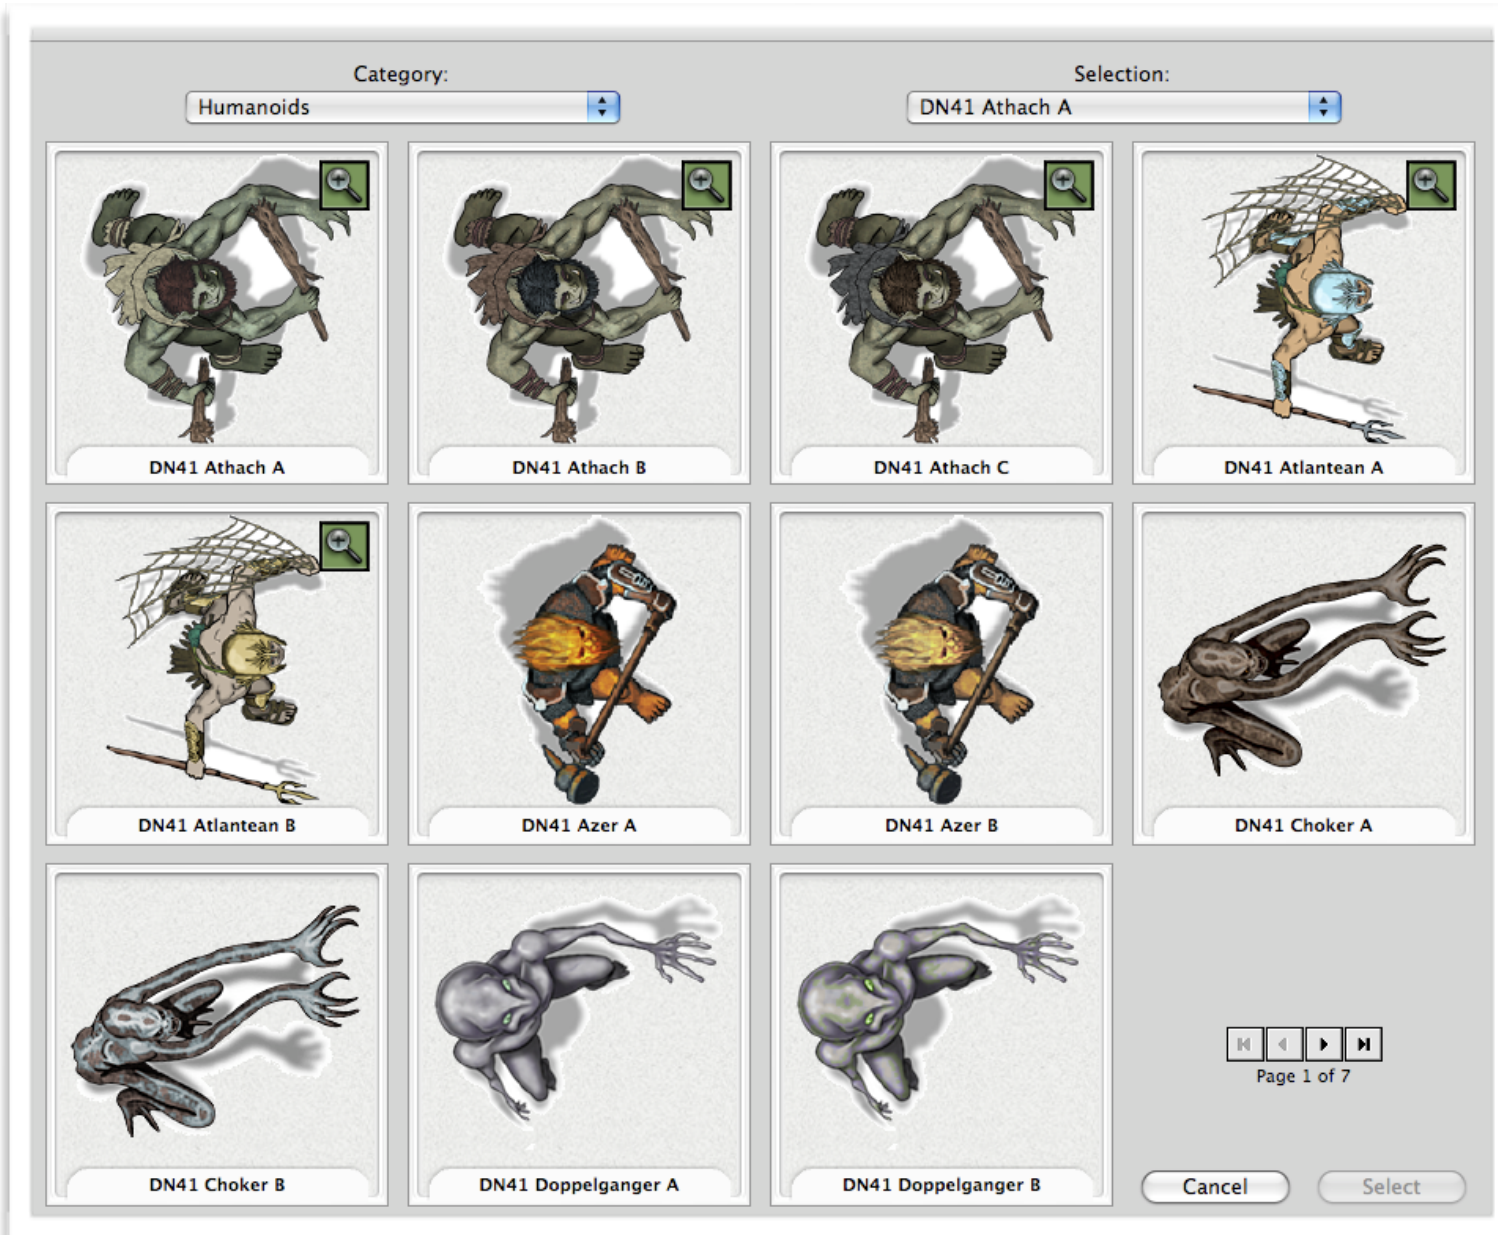 Category:
Selection:
Humanoids
DN41 Athach A
DN41 Athach A
DN41 Athach B
DN41 Athach C
DN41 Atlantean A
DN41 Atlantean B
DN41 Azer A
DN41 Azer B
DN41 Choker A
DN41 Choker B
DN41 Doppelganger A
DN41 Doppelganger B
Page 1 of 7
Cancel
Select